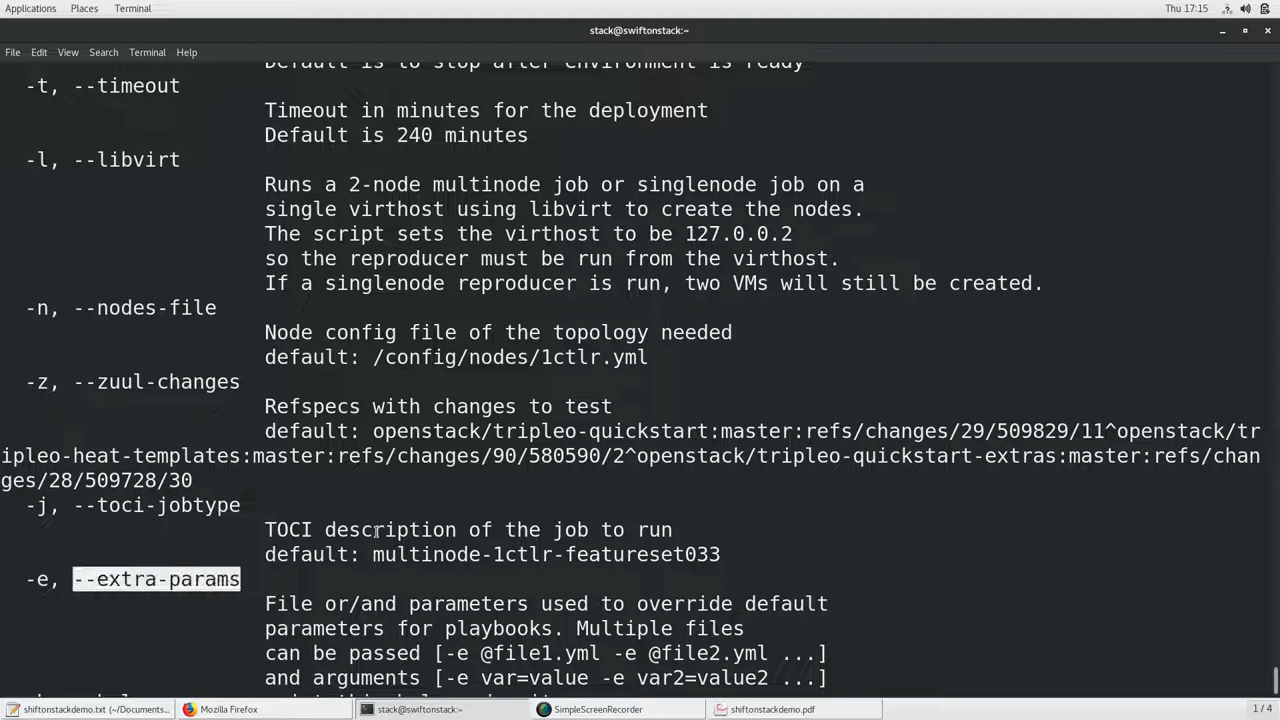 Applications Places Terminal Thu 17:15
stack@swiftonstack:~
File Edit View Search Terminal Help
Default is to stop after environment is ready
-t, --timeout
Timeout in minutes for the deployment
Default is 240 minutes
-l, --libvirt
Runs a 2-node multinode job or singlenode job on a
single virthost using libvirt to create the nodes.
The script sets the virthost to be 127.0.0.2
so the reproducer must be run from the virthost.
If a singlenode reproducer is run, two VMs will still be created.
-n, --nodes-file
Node config file of the topology needed
default: /config/nodes/1ctlr.yml
-z, --zuul-changes
Refspecs with changes to test
default: openstack/tripleo-quickstart:master:refs/changes/29/509829/11^openstack/tr
ipleo-heat-templates:master:refs/changes/90/580590/2^openstack/tripleo-quickstart-extras:master:refs/chan
ges/28/509728/30
-j, --toci-jobtype
TOCI description of the job to run
default: multinode-1ctlr-featureset033
-e, --extra-params
File or/and parameters used to override default
parameters for playbooks. Multiple files
can be passed [-e @file1.yml -e @file2.yml ...]
and arguments [-e var=value -e var2=value2 ...]
shiftonstackdemo.txt (~/Documents... Mozilla Firefox stack@swiftonstack:~ SimpleScreenRecorder shiftonstackdemo.pdf 1 / 4